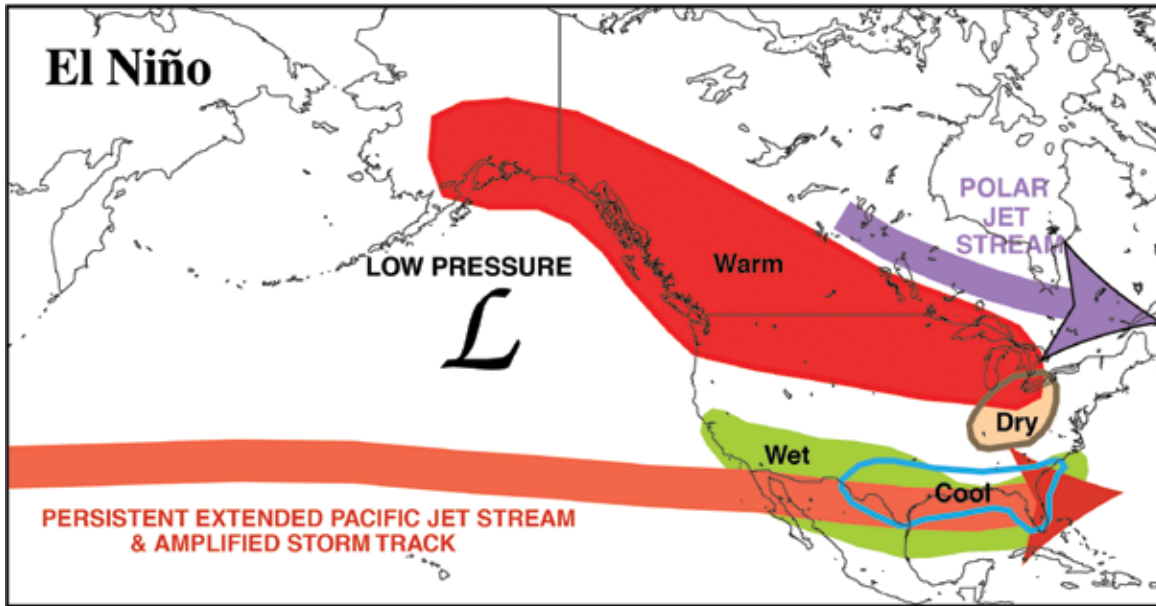 El Niño
POLAR
JET
STREAM
Warm
LOW PRESSURE
L
Dry
Wet
Cool
PERSISTENT EXTENDED PACIFIC JET STREAM
& AMPLIFIED STORM TRACK